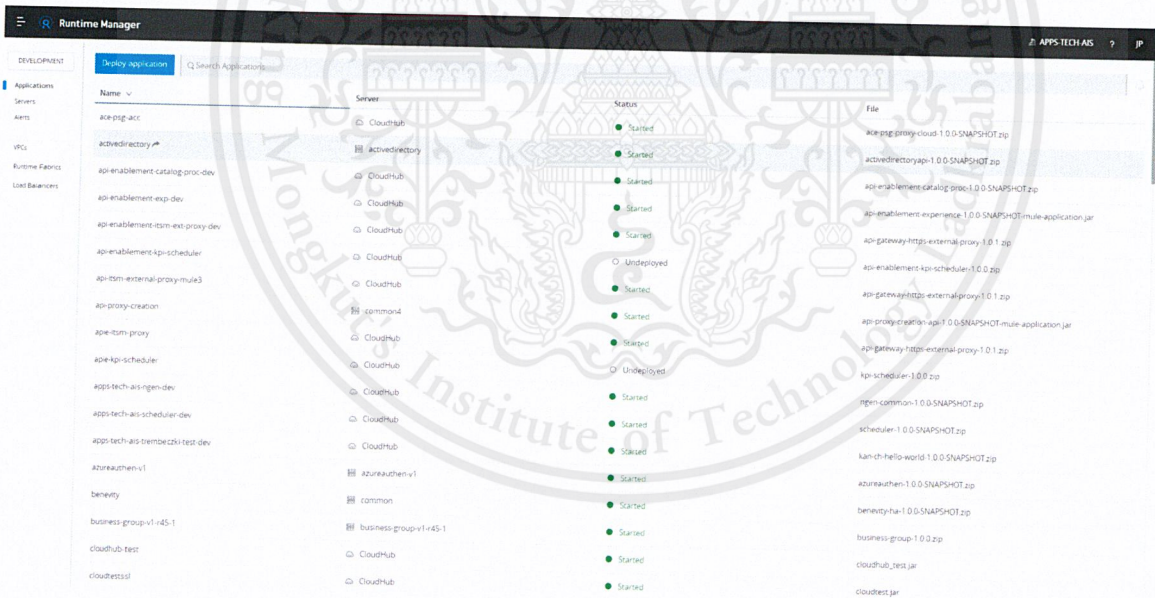 Runtime Manager
APPS-TECH-AIS ? JP
DEVELOPMENT
Applications
Servers
Alerts
VPCs
Runtime Fabrics
Load Balancers
Deploy application Search Applications
Name Server Status File
ace-psg-acc CloudHub Started ace-psg-proxy-cloud-1.0.0-SNAPSHOT.zip
activedirectory activedirectory Started activedirectoryapi-1.0.0-SNAPSHOT.zip
api-enablement-catalog-proc-dev CloudHub Started api-enablement-catalog-proc-1.0.0-SNAPSHOT.zip
api-enablement-exp-dev CloudHub Started api-enablement-experience-1.0.0-SNAPSHOT-mule-application.jar
api-enablement-itsm-ext-proxy-dev CloudHub Started api-gateway-https-external-proxy-1.0.1.zip
api-enablement-kpi-scheduler CloudHub Undeployed api-enablement-kpi-scheduler-1.0.0.zip
api-itsm-external-proxy-mule3 CloudHub Started api-gateway-https-external-proxy-1.0.1.zip
api-proxy-creation common4 Started api-proxy-creation-api-1.0.0-SNAPSHOT-mule-application.jar
apie-itsm-proxy CloudHub Started api-gateway-https-external-proxy-1.0.1.zip
apie-kpi-scheduler CloudHub Undeployed kpi-scheduler-1.0.0.zip
apps-tech-ais-ngen-dev CloudHub Started ngen-common-1.0.0-SNAPSHOT.zip
apps-tech-ais-scheduler-dev CloudHub Started scheduler-1.0.0-SNAPSHOT.zip
apps-tech-ais-trembeczki-test-dev CloudHub Started kan-ch-hello-world-1.0.0-SNAPSHOT.zip
azureauthen-v1 azureauthen-v1 Started azureauthen-1.0.0-SNAPSHOT.zip
benevity common Started benevity-ha-1.0.0-SNAPSHOT.zip
business-group-v1-r45-1 business-group-v1-r45-1 Started business-group-1.0.0.zip
cloudhub-test CloudHub Started cloudhub_test.jar
cloudtestssl CloudHub Started cloudtest.jar
Mongkut's Institute of Technology Ladkrabang